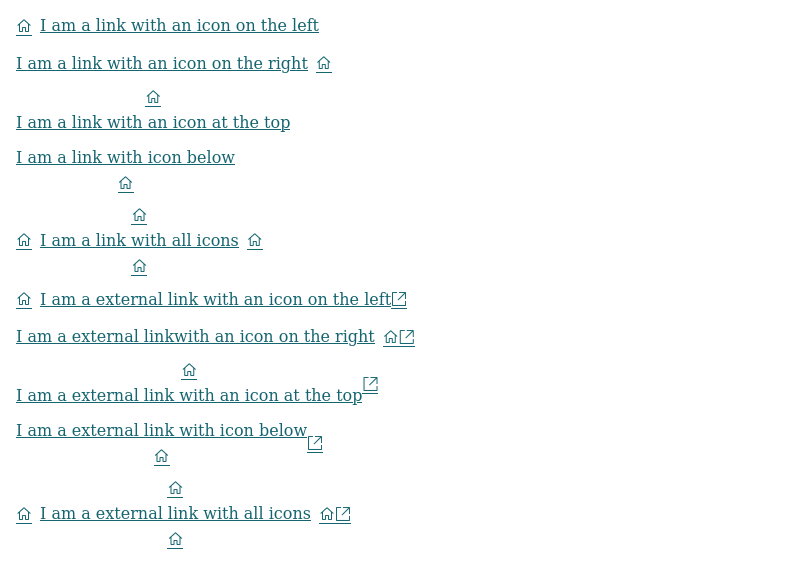 I am a link with an icon on the left
I am a link with an icon on the right
I am a link with an icon at the top
I am a link with icon below
I am a link with all icons
I am a external link with an icon on the left
I am a external linkwith an icon on the right
I am a external link with an icon at the top
I am a external link with icon below
I am a external link with all icons